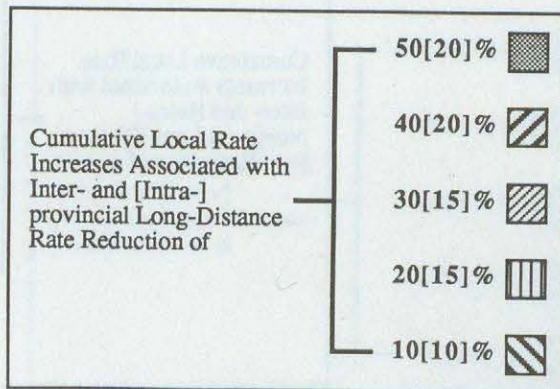 Cumulative Local Rate
Increases Associated with
Inter- and [Intra-]
provincial Long-Distance
Rate Reduction of
50[20]%
40[20]%
30[15]%
20[15]%
10[10]%